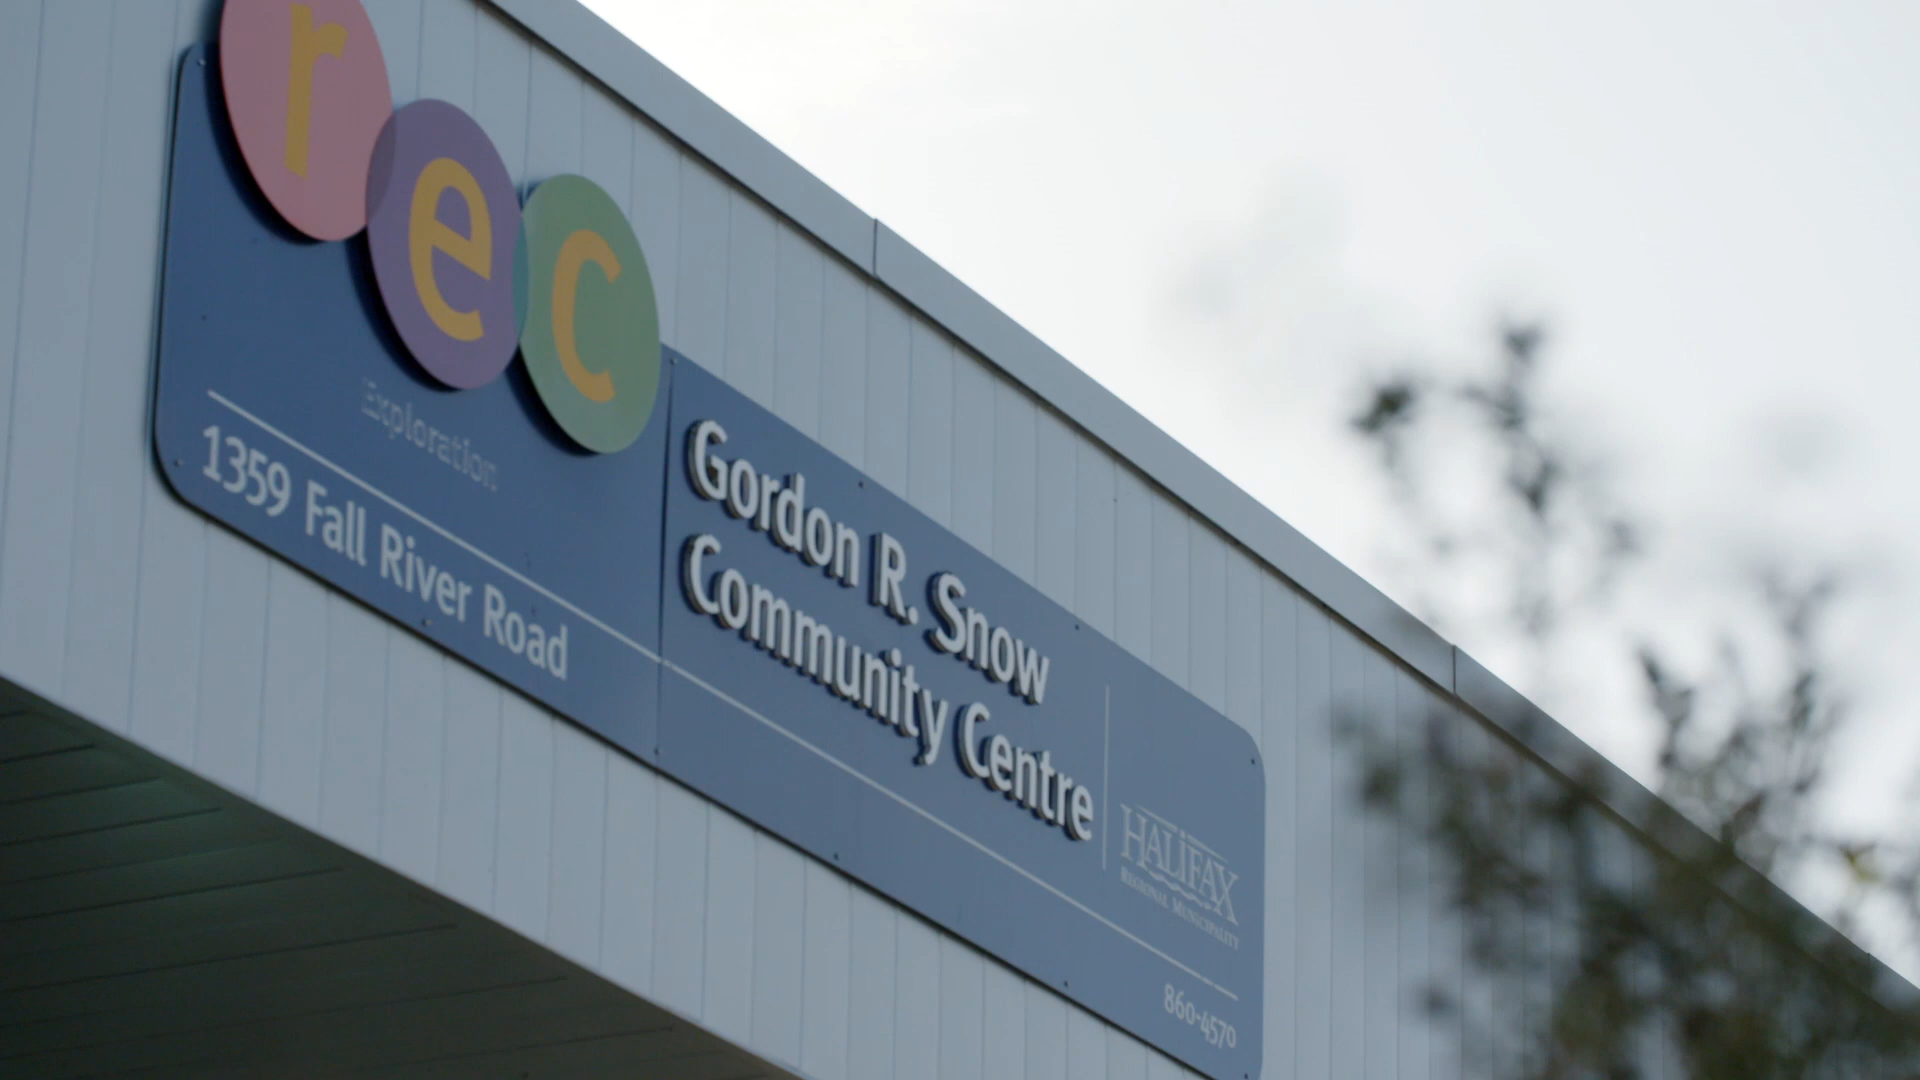 rec
Exploration
1359 Fall River Road
Gordon R. Snow
Community Centre
HALIFAX
REGIONAL MUNICIPALITY
860-4570